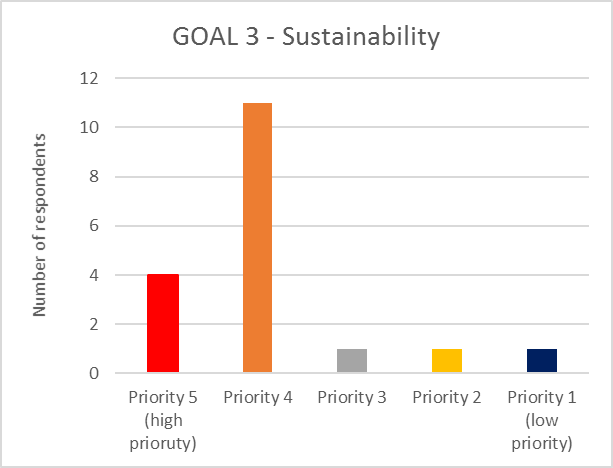 GOAL 3 - Sustainability
Number of respondents
12
10
8
6
4
2
0
Priority 5
(high
prioruty)
Priority 4
Priority 3
Priority 2
Priority 1
(low
priority)